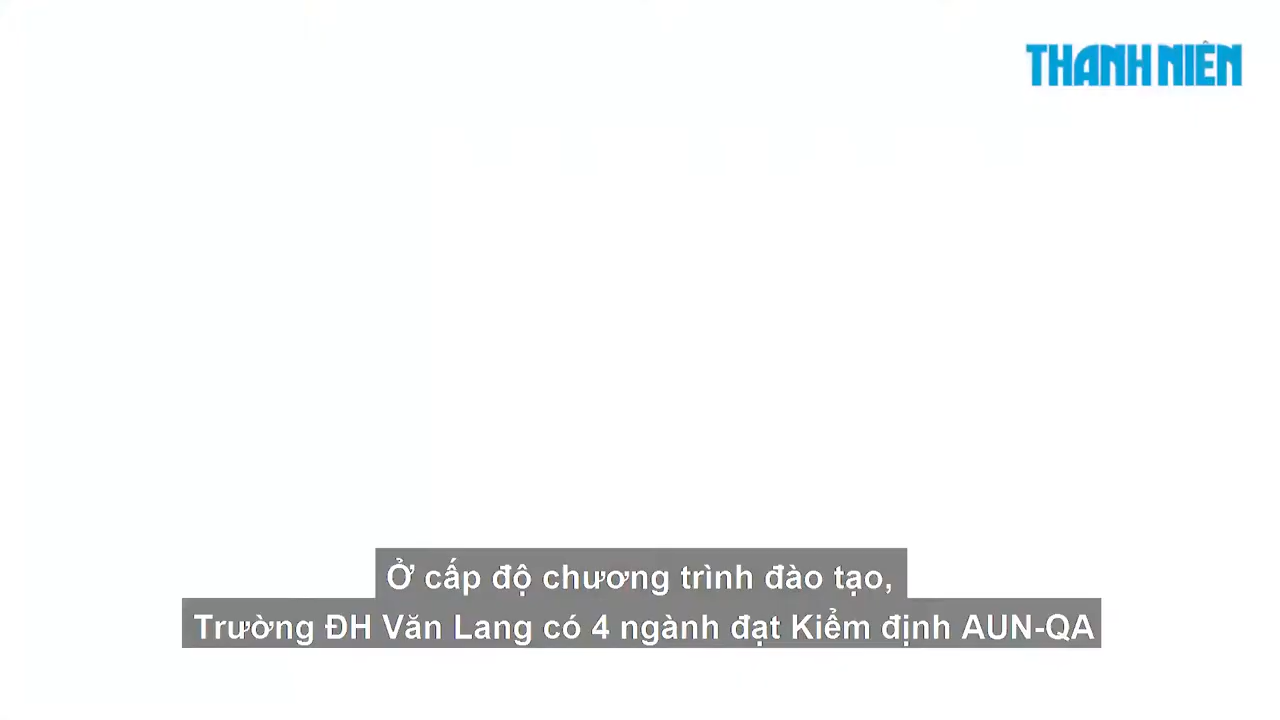 THANH NIÊN
Ở cấp độ chương trình đào tạo,
Trường ĐH Văn Lang có 4 ngành đạt Kiểm định AUN-QA